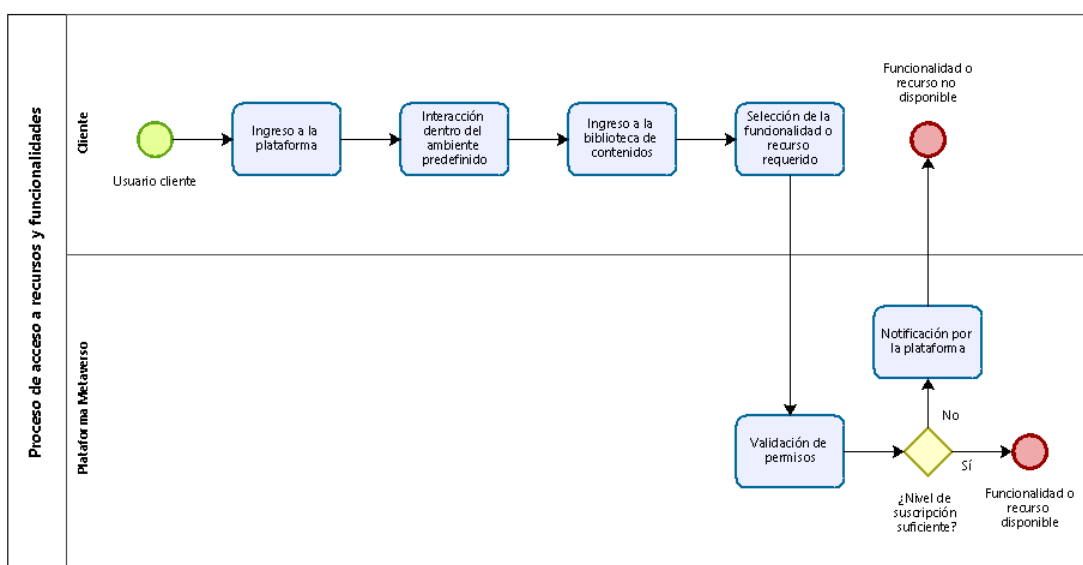 Proceso de acceso a recursos y funcionalidades
Cliente
Usuario cliente
Ingreso a la
plataforma
Interacción
dentro del
ambiente
predefinido
Ingreso a la
biblioteca de
contenidos
Selección de la
funcionalidad o
recurso
requerido
Funcionalidad o
recurso no
disponible
Plataforma Metaverso
Notificación por
la plataforma
No
Validación de
permisos
Sí
¿Nivel de
suscripción
suficiente?
Funcionalidad o
recurso
disponible